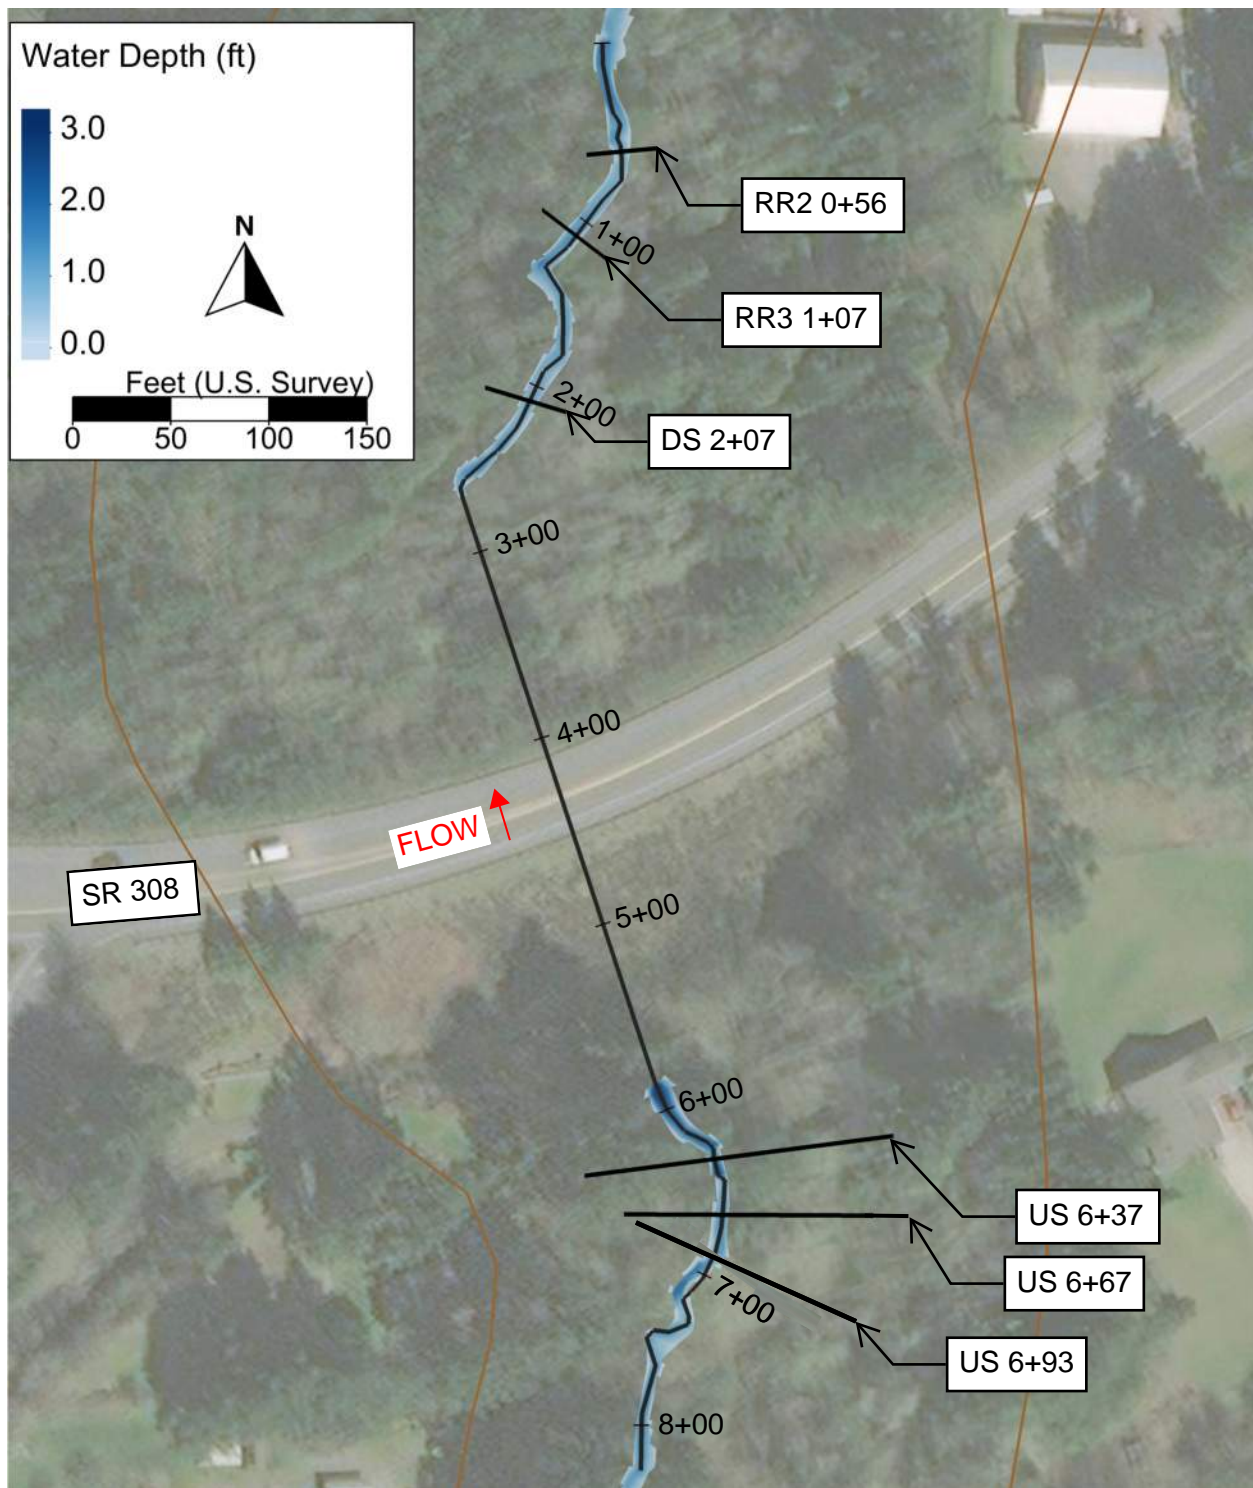 Water Depth (ft)
3.0
2.0
1.0
0.0
N
Feet (U.S. Survey)
0 50 100 150
RR2 0+56
1+00
RR3 1+07
2+00
DS 2+07
3+00
4+00
FLOW
SR 308
5+00
6+00
US 6+37
US 6+67
7+00
US 6+93
8+00